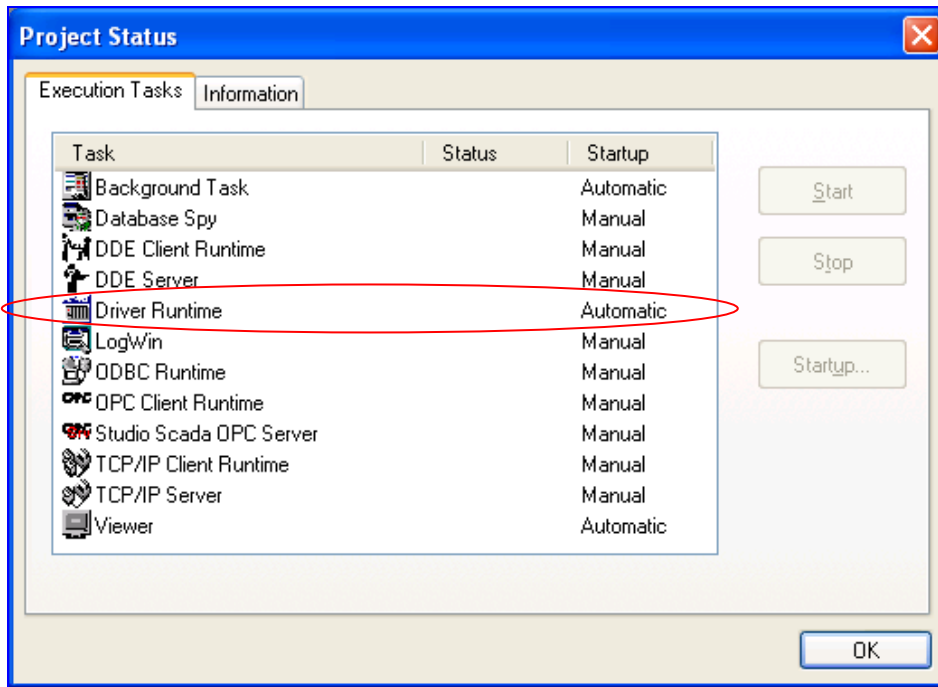 Project Status
Execution Tasks Information
Task Status Startup
Background Task Automatic
Database Spy Manual
DDE Client Runtime Manual
DDE Server Manual
Driver Runtime Automatic
LogWin Manual
ODBC Runtime Manual
OPC Client Runtime Manual
Studio Scada OPC Server Manual
TCP/IP Client Runtime Manual
TCP/IP Server Manual
Viewer Automatic
Start
Stop
Startup...
OK